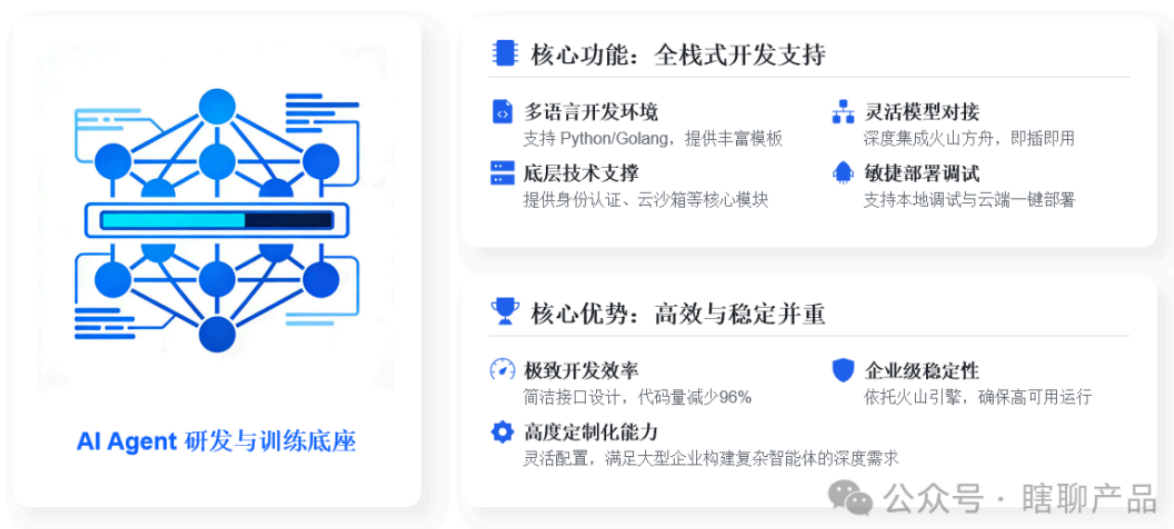 AI Agent 研发与训练底座
核心功能：全栈式开发支持
多语言开发环境
支持 Python/Golang，提供丰富模板
灵活模型对接
深度集成火山方舟，即插即用
底层技术支撑
提供身份认证、云沙箱等核心模块
敏捷部署调试
支持本地调试与云端一键部署
核心优势：高效与稳定并重
极致开发效率
简洁接口设计，代码量减少96%
企业级稳定性
依托火山引擎，确保高可用运行
高度定制化能力
灵活配置，满足大型企业构建复杂智能体的深度需求
公众号 · 瞎聊产品